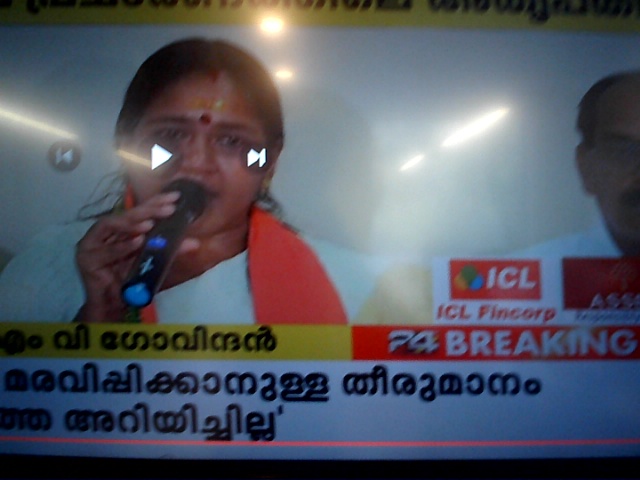 ICL
ICL Fincorp
എം വി ഗോവിന്ദൻ
24 BREAKING
മരവിപ്പിക്കാനുള്ള തീരുമാനം
അറിയിച്ചില്ല'